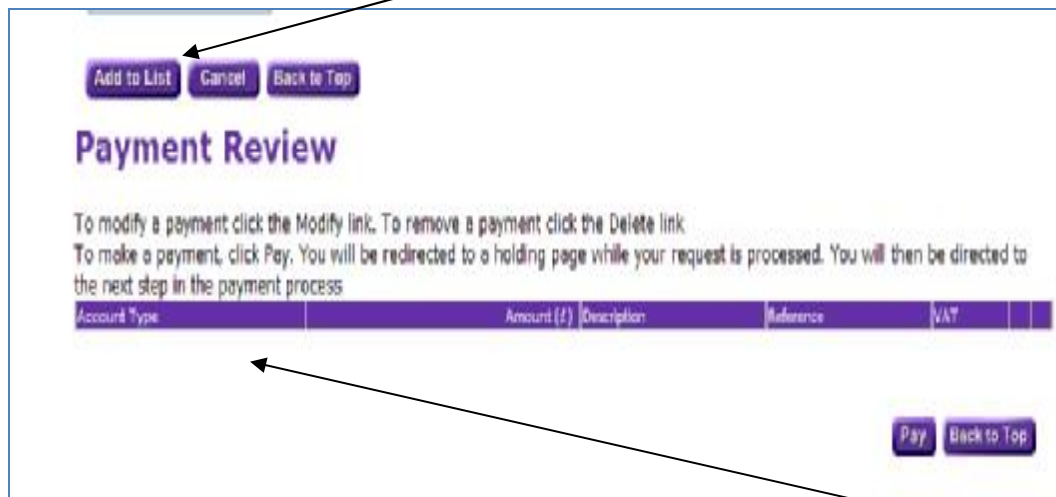 Add to List Cancel Back to Top
Payment Review
To modify a payment click the Modify link. To remove a payment click the Delete link
To make a payment, click Pay. You will be redirected to a holding page while your request is processed. You will then be directed to
the next step in the payment process
Account Type Amount (£) Description Reference VAT
Pay Back to Top